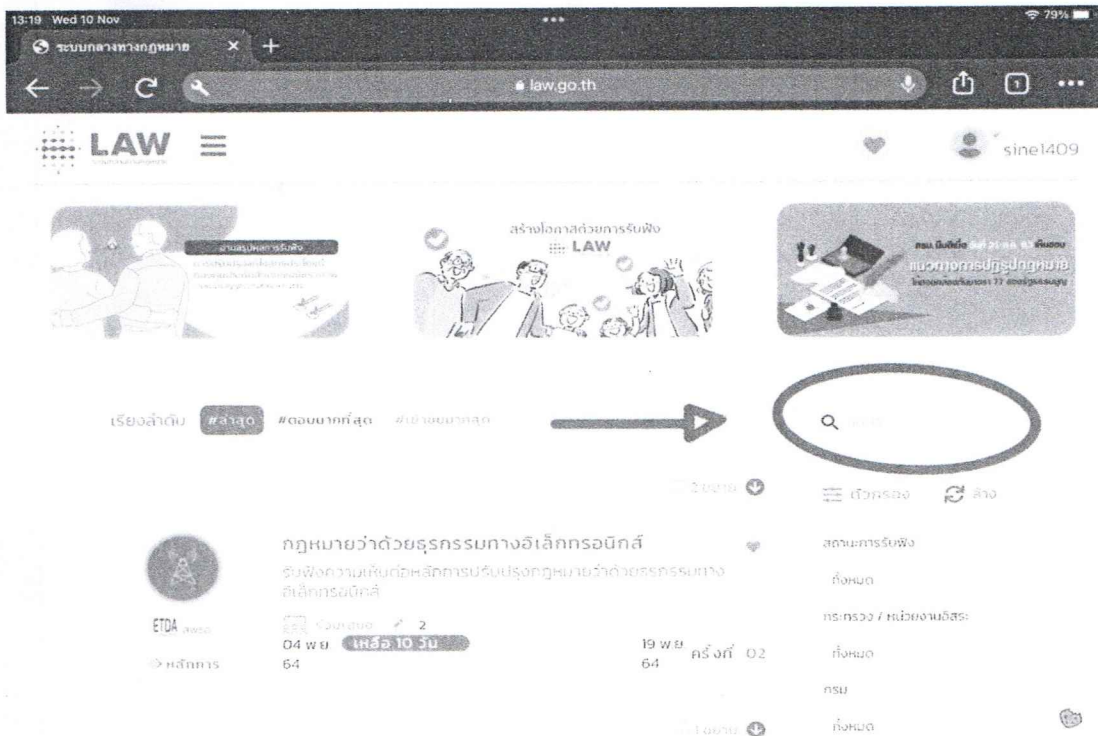 13:19 Wed 10 Nov
79%
ระบบกลางทางกฎหมาย
law.go.th
1
LAW
sine1409
สร้างโอกาสด้วยการรับฟัง
LAW
แนวทางการปฏิรูปกฎหมาย
เรียงลำดับ #ล่าสุด #ตอบมากที่สุด #เข้าชมมากสุด
ตัวกรอง ล้าง
กฎหมายว่าด้วยธุรกรรมทางอิเล็กทรอนิกส์
รับฟังความเห็นต่อหลักการปรับปรุงกฎหมายว่าด้วยธุรกรรมทาง
อิเล็กทรอนิกส์
ETDA สพธอ
2
04 พ.ย 64
เหลือ 10 วัน
19 พ.ย 64
ครั้งที่ 02
หลักการ
สถานะการรับฟัง
ทั้งหมด
กระทรวง / หน่วยงานอิสระ
ทั้งหมด
กรม
ทั้งหมด